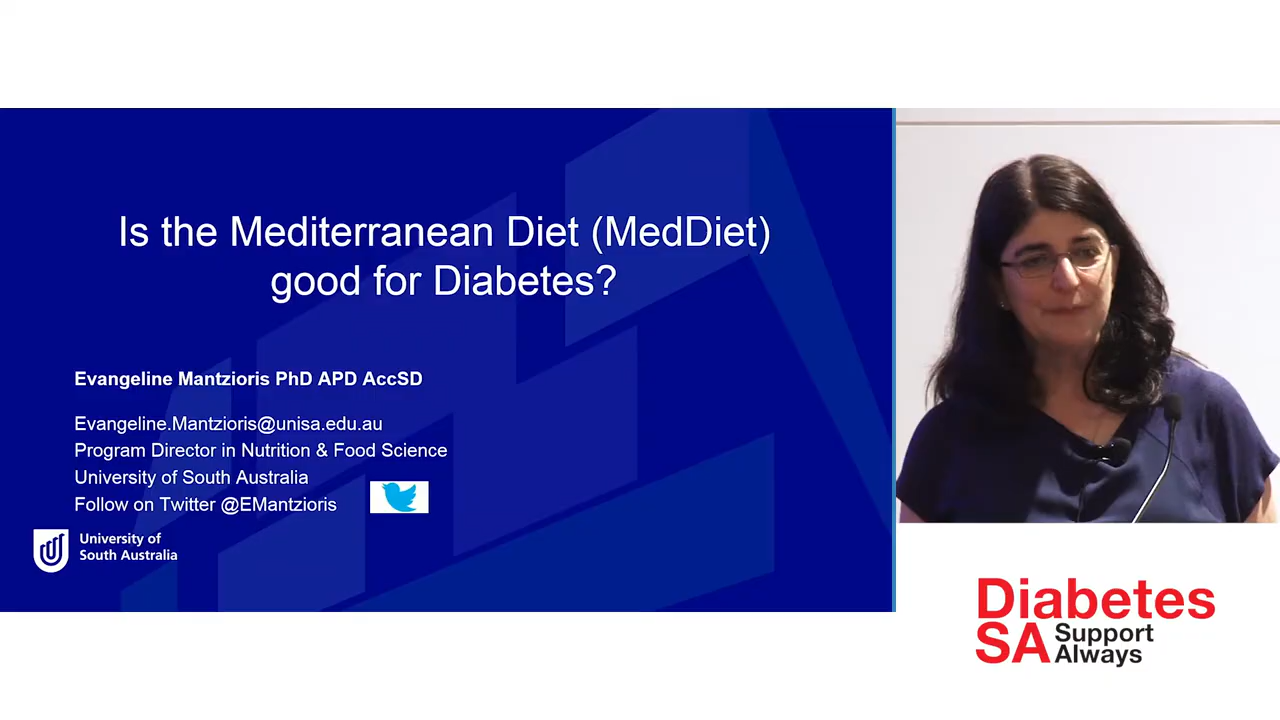 Is the Mediterranean Diet (MedDiet)
good for Diabetes?
Evangeline Mantzioris PhD APD AccSD
Evangeline.Mantzioris@unisa.edu.au
Program Director in Nutrition & Food Science
University of South Australia
Follow on Twitter @EMantzioris
University of
South Australia
Diabetes
SA Support
Always